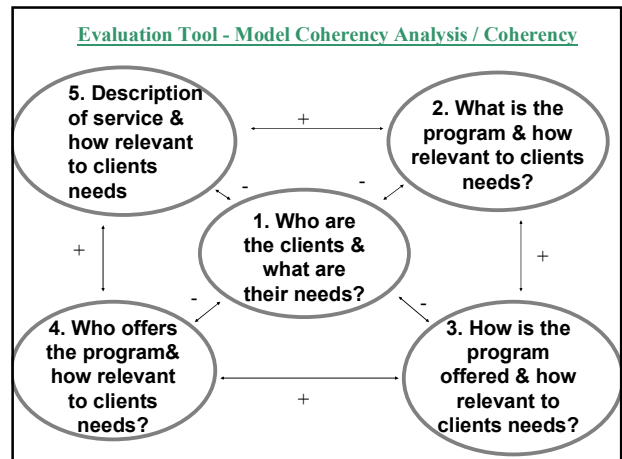 Evaluation Tool - Model Coherency Analysis / Coherency
5. Description
of service &
how relevant
to clients
needs
+
2. What is the
program & how
relevant to clients
needs?
-
-
1. Who are
the clients &
what are
their needs?
+
+
-
-
4. Who offers
the program&
how relevant
to clients
needs?
+
3. How is the
program
offered & how
relevant to
clients needs?